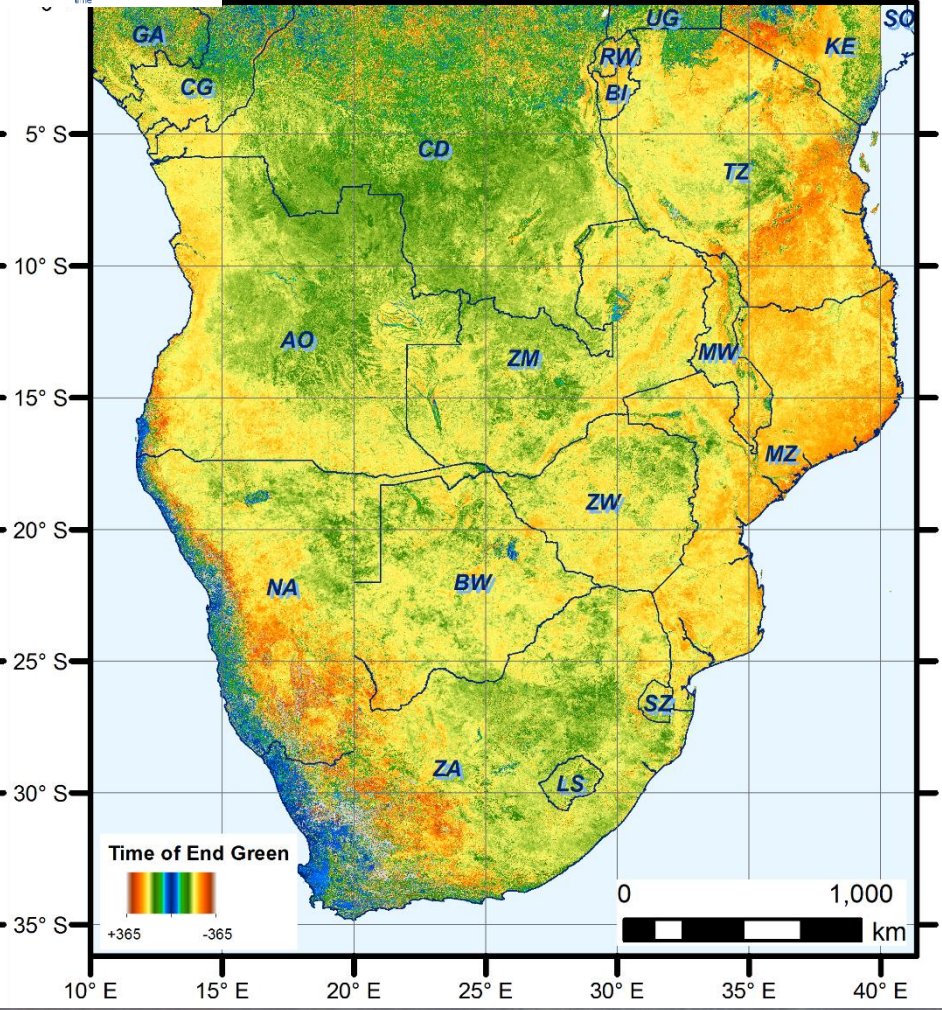 time
GA
UG
SO
KE
RW
CG
BI
5° S
CD
TZ
10° S
AO
ZM
MW
15° S
MZ
ZW
20° S
NA
BW
25° S
SZ
ZA
LS
30° S
Time of End Green
+365
-365
0
1,000
km
35° S
10° E
15° E
20° E
25° E
30° E
35° E
40° E